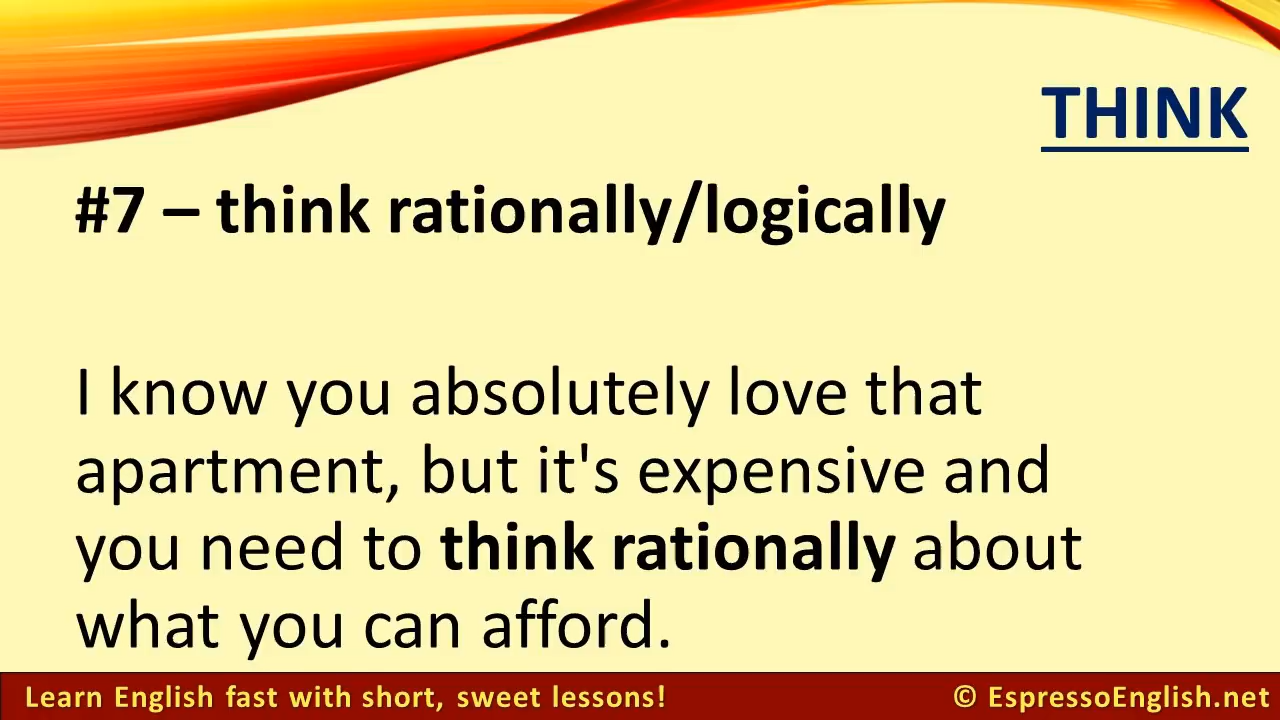 THINK
#7 – think rationally/logically
I know you absolutely love that
apartment, but it's expensive and
you need to think rationally about
what you can afford.
Learn English fast with short, sweet lessons!
© EspressoEnglish.net